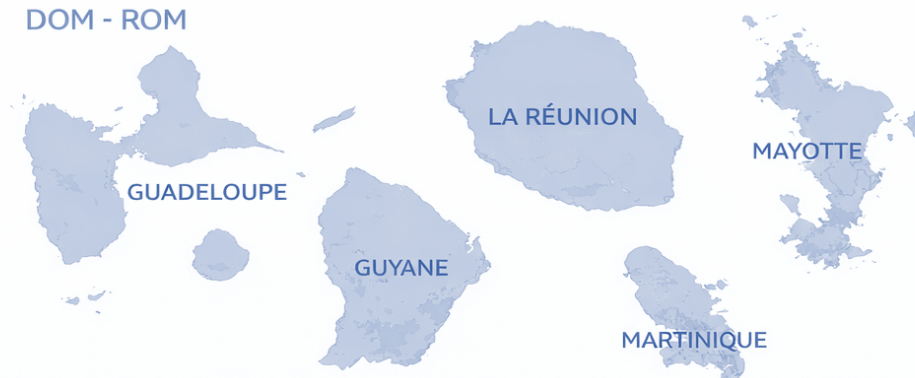 DOM - ROM
LA RÉUNION
MAYOTTE
GUADELOUPE
GUYANE
MARTINIQUE